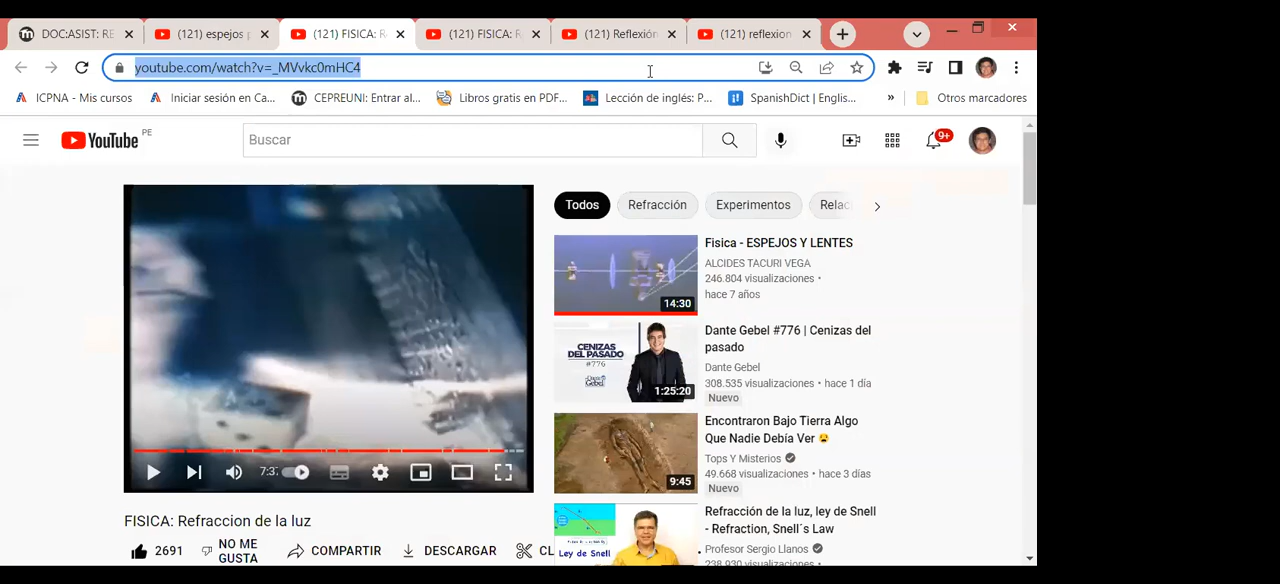 DOC:ASIST: RE
(121) espejos p
(121) FISICA: R
(121) FISICA: R
(121) Reflexión
(121) reflexion
youtube.com/watch?v=_MVvkc0mHC4
ICPNA - Mis cursos
Iniciar sesión en Ca...
CEPREUNI: Entrar al...
Libros gratis en PDF...
Lección de inglés: P...
SpanishDict | Englis...
»
Otros marcadores
YouTube PE
Buscar
9+
Todos
Refracción
Experimentos
Relac
Fisica - ESPEJOS Y LENTES
ALCIDES TACURI VEGA
246.804 visualizaciones •
hace 7 años
14:30
CENIZAS
DEL PASADO
#776
Dante Gebel #776 | Cenizas del
pasado
Dante Gebel
308.535 visualizaciones • hace 1 día
Nuevo
1:25:20
Encontraron Bajo Tierra Algo
Que Nadie Debía Ver 😲
Tops Y Misterios
49.668 visualizaciones • hace 3 días
Nuevo
9:45
Refracción de la luz, ley de Snell
- Refraction, Snell´s Law
Profesor Sergio Llanos
238.930 visualizaciones •
Ley de Snell
7:37
FISICA: Refraccion de la luz
2691
NO ME
GUSTA
COMPARTIR
DESCARGAR
CL